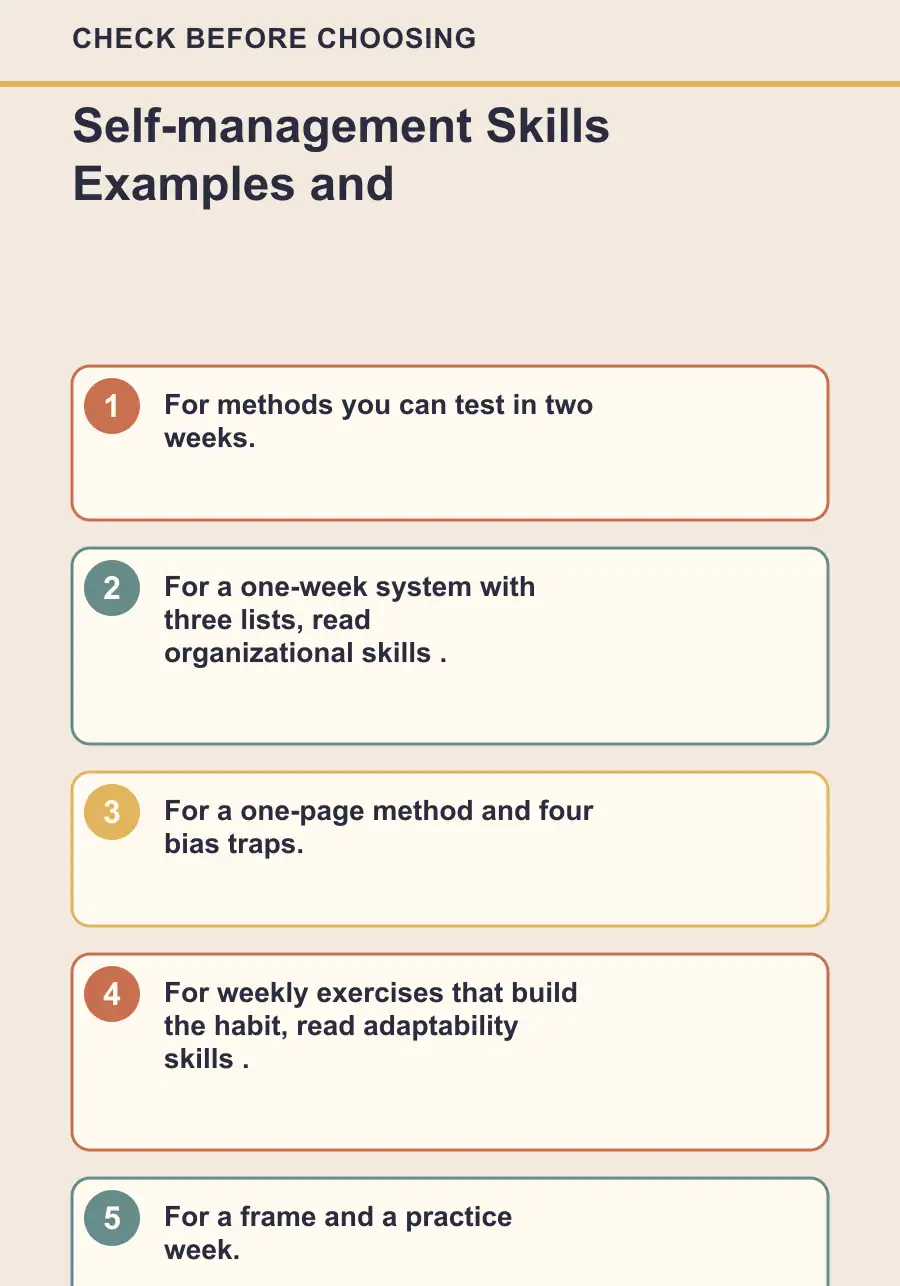 CHECK BEFORE CHOOSING
Self-management Skills
Examples and
1
For methods you can test in two
weeks.
2
For a one-week system with
three lists, read
organizational skills .
3
For a one-page method and four
bias traps.
4
For weekly exercises that build
the habit, read adaptability
skills .
5
For a frame and a practice
week.